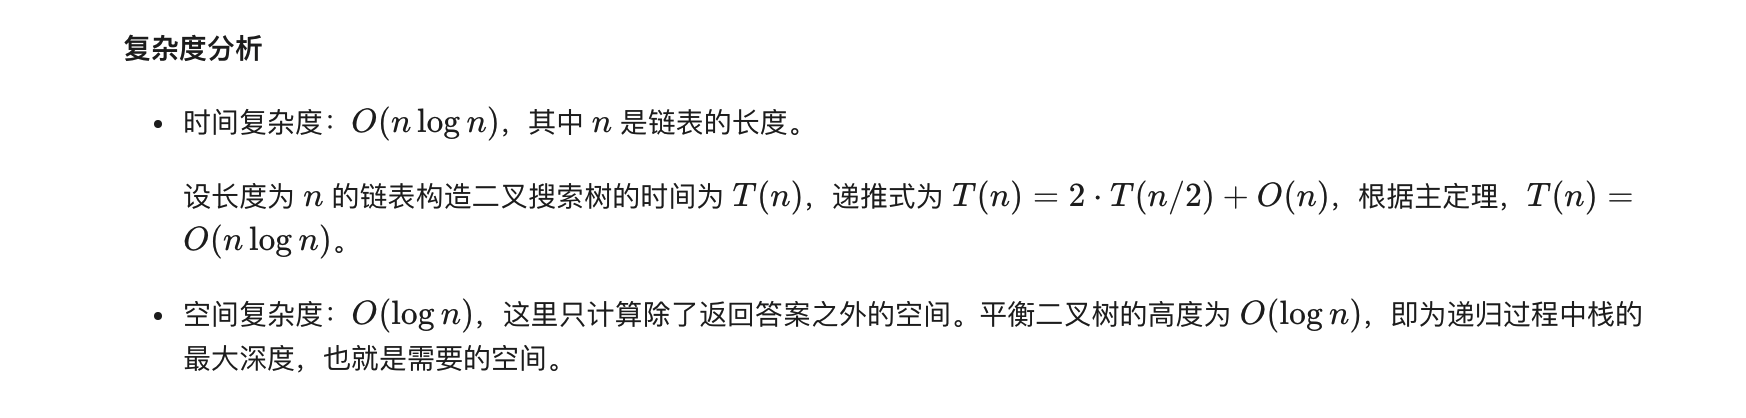 复杂度分析
• 时间复杂度：O(n log n)，其中 n 是链表的长度。
设长度为 n 的链表构造二叉搜索树的时间为 T(n)，递推式为 T(n) = 2 · T(n/2) + O(n)，根据主定理，T(n) =
O(n log n)。
• 空间复杂度：O(log n)，这里只计算除了返回答案之外的空间。平衡二叉树的高度为 O(log n)，即为递归过程中栈的
最大深度，也就是需要的空间。